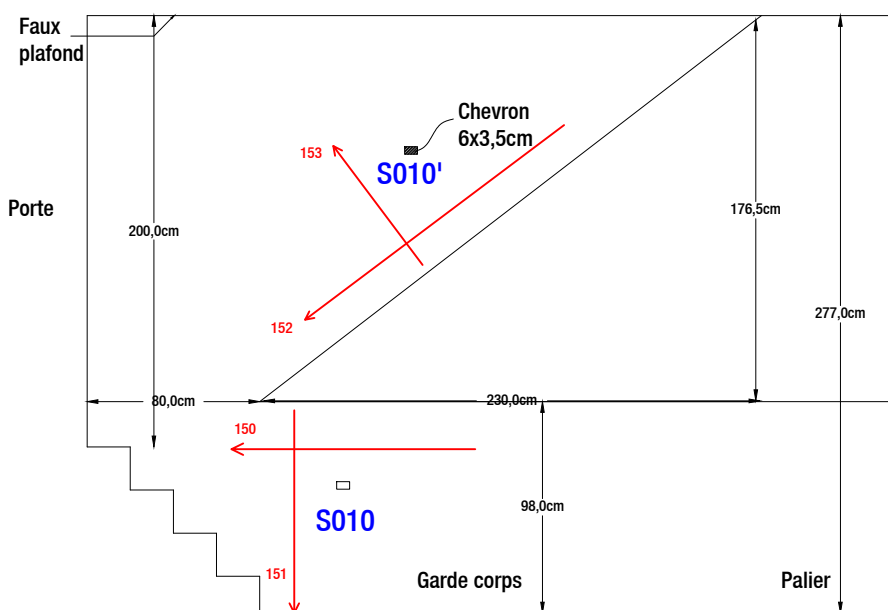 Faux
plafond
Chevron
6x3,5cm
153
S010'
Porte
176,5cm
200,0cm
277,0cm
152
80,0cm
230,0cm
150
98,0cm
S010
151
Garde corps
Palier